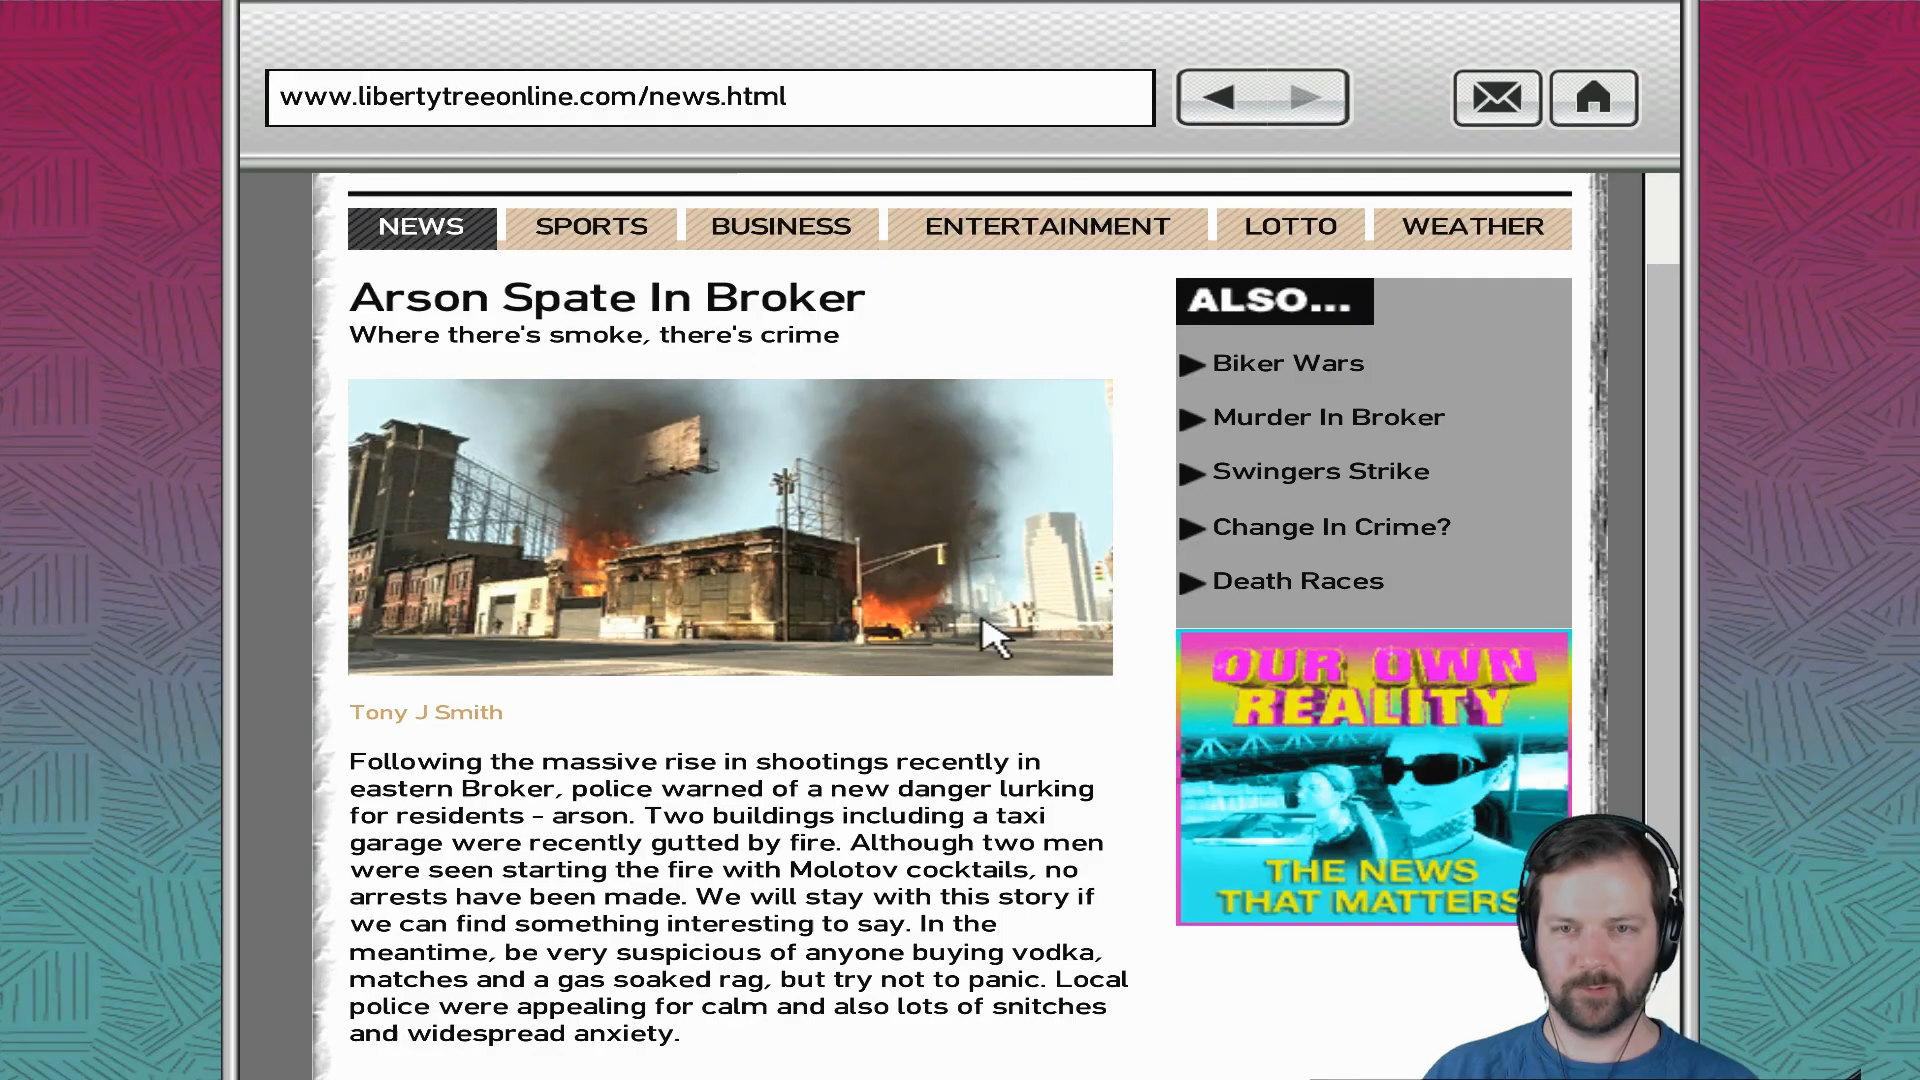 www.libertytreeonline.com/news.html
NEWS
SPORTS
BUSINESS
ENTERTAINMENT
LOTTO
WEATHER
Arson Spate In Broker
Where there's smoke, there's crime
Tony J Smith
Following the massive rise in shootings recently in
eastern Broker, police warned of a new danger lurking
for residents - arson. Two buildings including a taxi
garage were recently gutted by fire. Although two men
were seen starting the fire with Molotov cocktails, no
arrests have been made. We will stay with this story if
we can find something interesting to say. In the
meantime, be very suspicious of anyone buying vodka,
matches and a gas soaked rag, but try not to panic. Local
police were appealing for calm and also lots of snitches
and widespread anxiety.
ALSO...
Biker Wars
Murder In Broker
Swingers Strike
Change In Crime?
Death Races
OUR OWN
REALITY
THE NEWS
THAT MATTERS